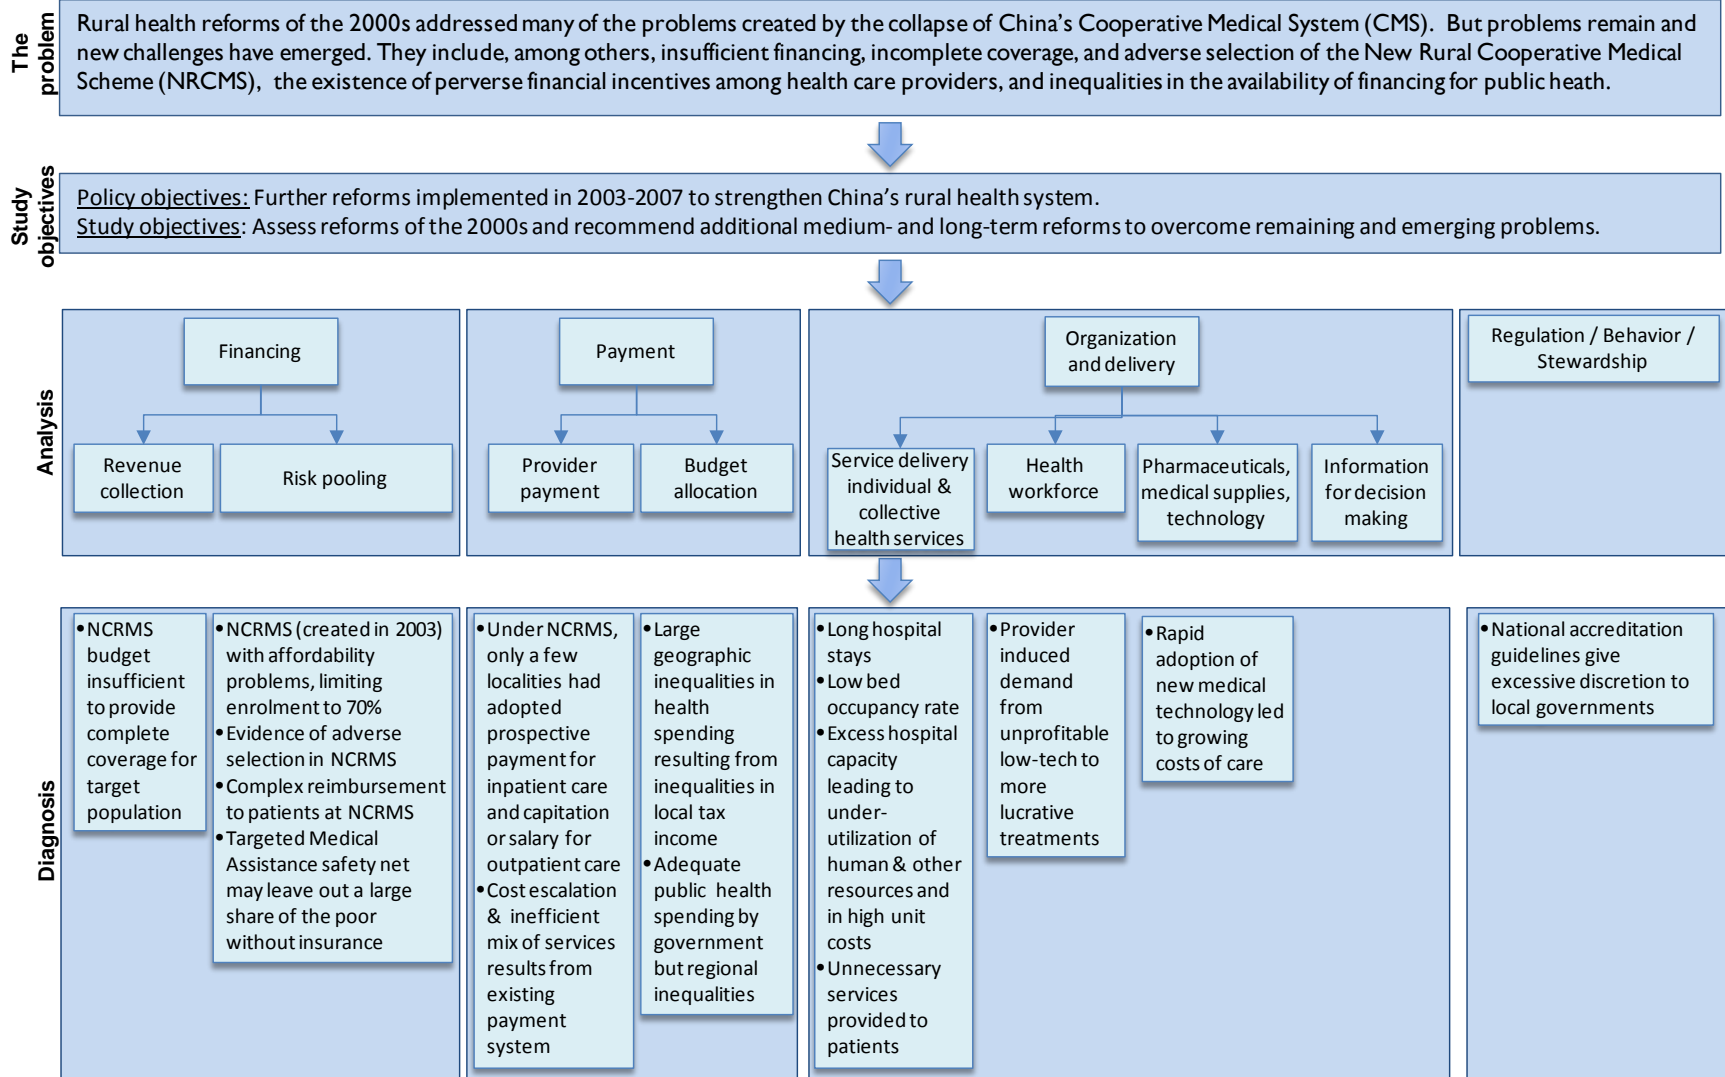 The
problem
Rural health reforms of the 2000s addressed many of the problems created by the collapse of China's Cooperative Medical System (CMS). But problems remain and
new challenges have emerged. They include, among others, insufficient financing, incomplete coverage, and adverse selection of the New Rural Cooperative Medical
Scheme (NRCMS), the existence of perverse financial incentives among health care providers, and inequalities in the availability of financing for public heath.
Study
objectives
Policy objectives: Further reforms implemented in 2003-2007 to strengthen China's rural health system.
Study objectives: Assess reforms of the 2000s and recommend additional medium- and long-term reforms to overcome remaining and emerging problems.
Analysis
Financing
Revenue
collection
Risk pooling
Payment
Provider
payment
Budget
allocation
Organization
and delivery
Service delivery
individual &
collective
health services
Health
workforce
Pharmaceuticals,
medical supplies,
technology
Information
for decision
making
Regulation / Behavior /
Stewardship
Diagnosis
•NCRMS
budget
insufficient
to provide
complete
coverage for
target
population
•NCRMS (created in 2003)
with affordability
problems, limiting
enrolment to 70%
•Evidence of adverse
selection in NCRMS
•Complex reimbursement
to patients at NCRMS
•Targeted Medical
Assistance safety net
may leave out a large
share of the poor
without insurance
•Under NCRMS,
only a few
localities had
adopted
prospective
payment for
inpatient care
and capitation
or salary for
outpatient care
•Cost escalation
& inefficient
mix of services
results from
existing
payment
system
•Large
geographic
inequalities in
health
spending
resulting from
inequalities in
local tax
income
•Adequate
public health
spending by
government
but regional
inequalities
•Long hospital
stays
•Low bed
occupancy rate
•Excess hospital
capacity
leading to
under-
utilization of
human & other
resources and
in high unit
costs
•Unnecessary
services
provided to
patients
•Provider
induced
demand
from
unprofitable
low-tech to
more
lucrative
treatments
•Rapid
adoption of
new medical
technology led
to growing
costs of care
•National accreditation
guidelines give
excessive discretion to
local governments